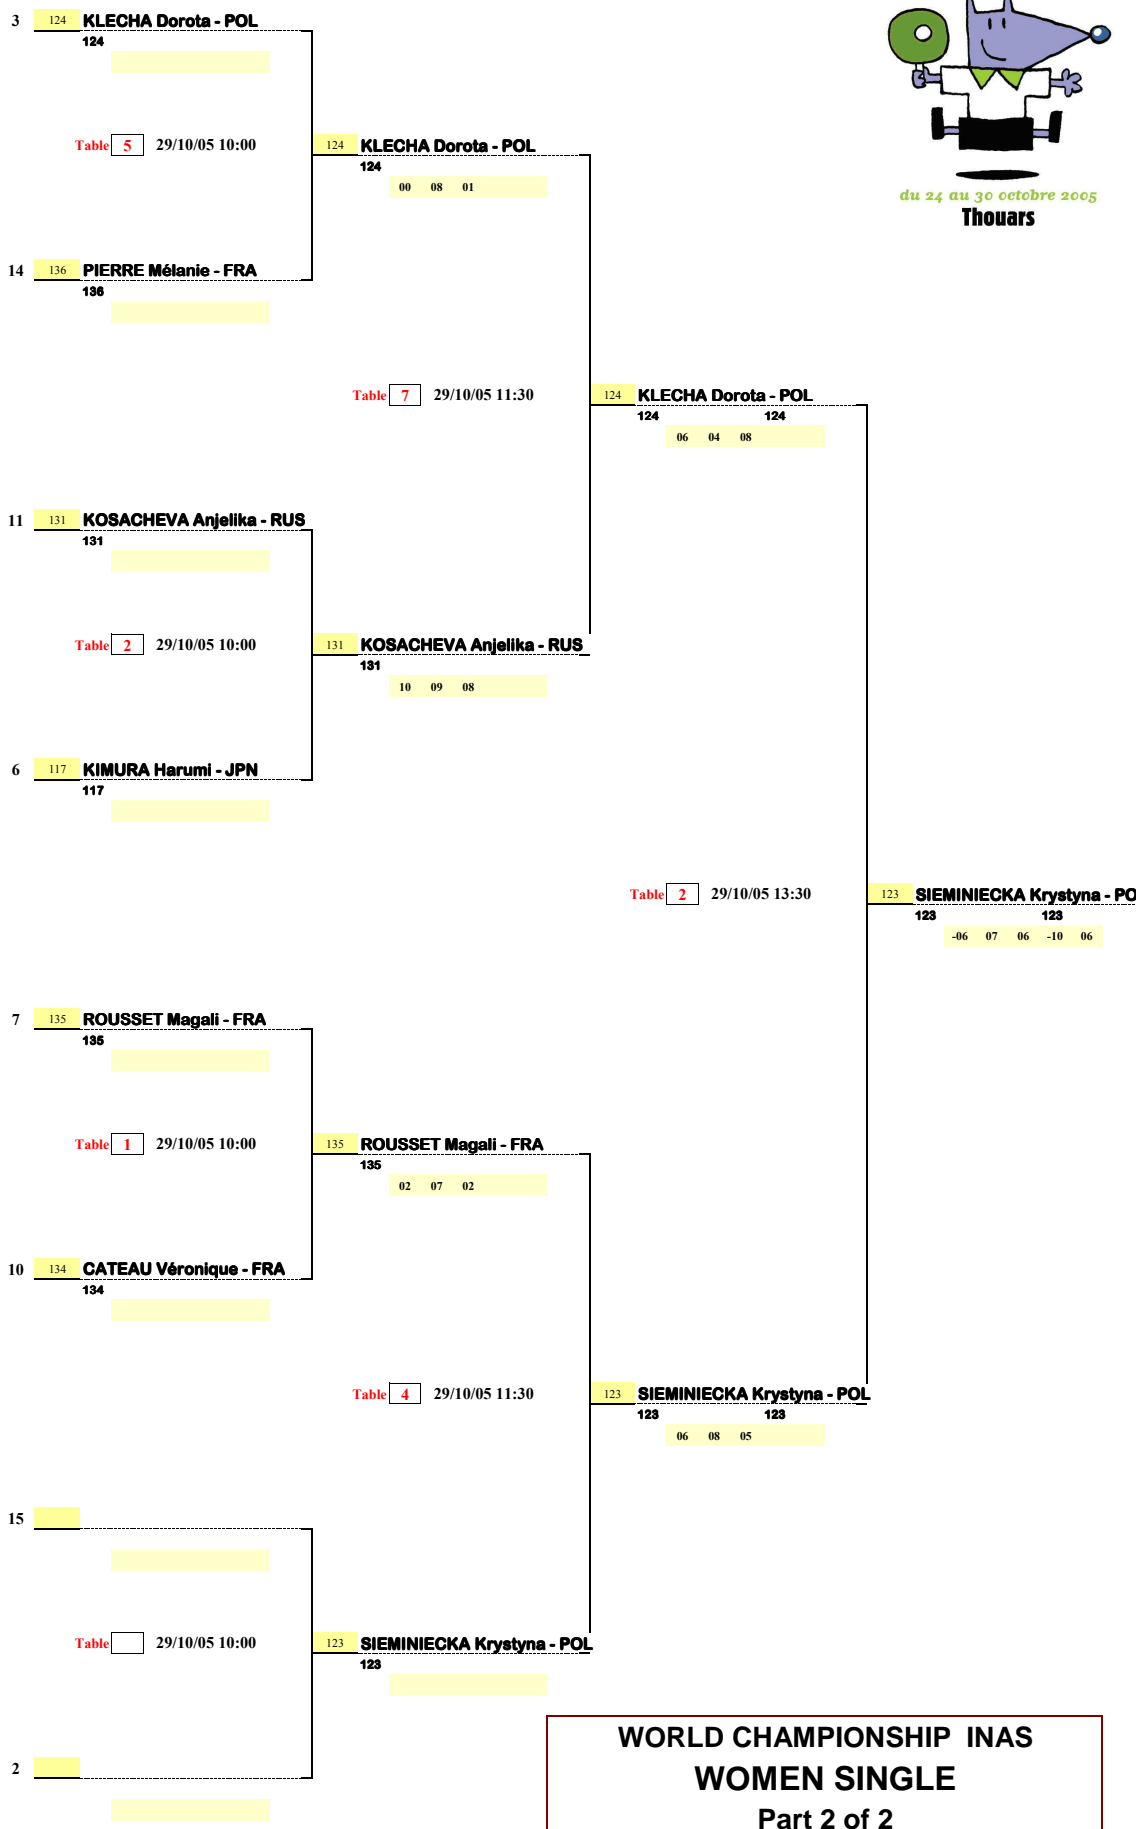 3 124 KLECHA Dorota - POL
124
du 24 au 30 octobre 2005
Thouars
Table 5 29/10/05 10:00
124 KLECHA Dorota - POL
124
00 08 01
14 136 PIERRE Mélanie - FRA
136
Table 7 29/10/05 11:30
124 KLECHA Dorota - POL
124 124
06 04 08
11 131 KOSACHEVA Anjelika - RUS
131
Table 2 29/10/05 10:00
131 KOSACHEVA Anjelika - RUS
131
10 09 08
6 117 KIMURA Harumi - JPN
117
Table 2 29/10/05 13:30
123 SIEMINIECKA Krystyna - PO
123 123
-06 07 06 -10 06
7 135 ROUSSET Magali - FRA
135
Table 1 29/10/05 10:00
135 ROUSSET Magali - FRA
135
02 07 02
10 134 CATEAU Véronique - FRA
134
Table 4 29/10/05 11:30
123 SIEMINIECKA Krystyna - POL
123 123
06 08 05
15
Table 29/10/05 10:00
123 SIEMINIECKA Krystyna - POL
123
2
WORLD CHAMPIONSHIP INAS
WOMEN SINGLE
Part 2 of 2